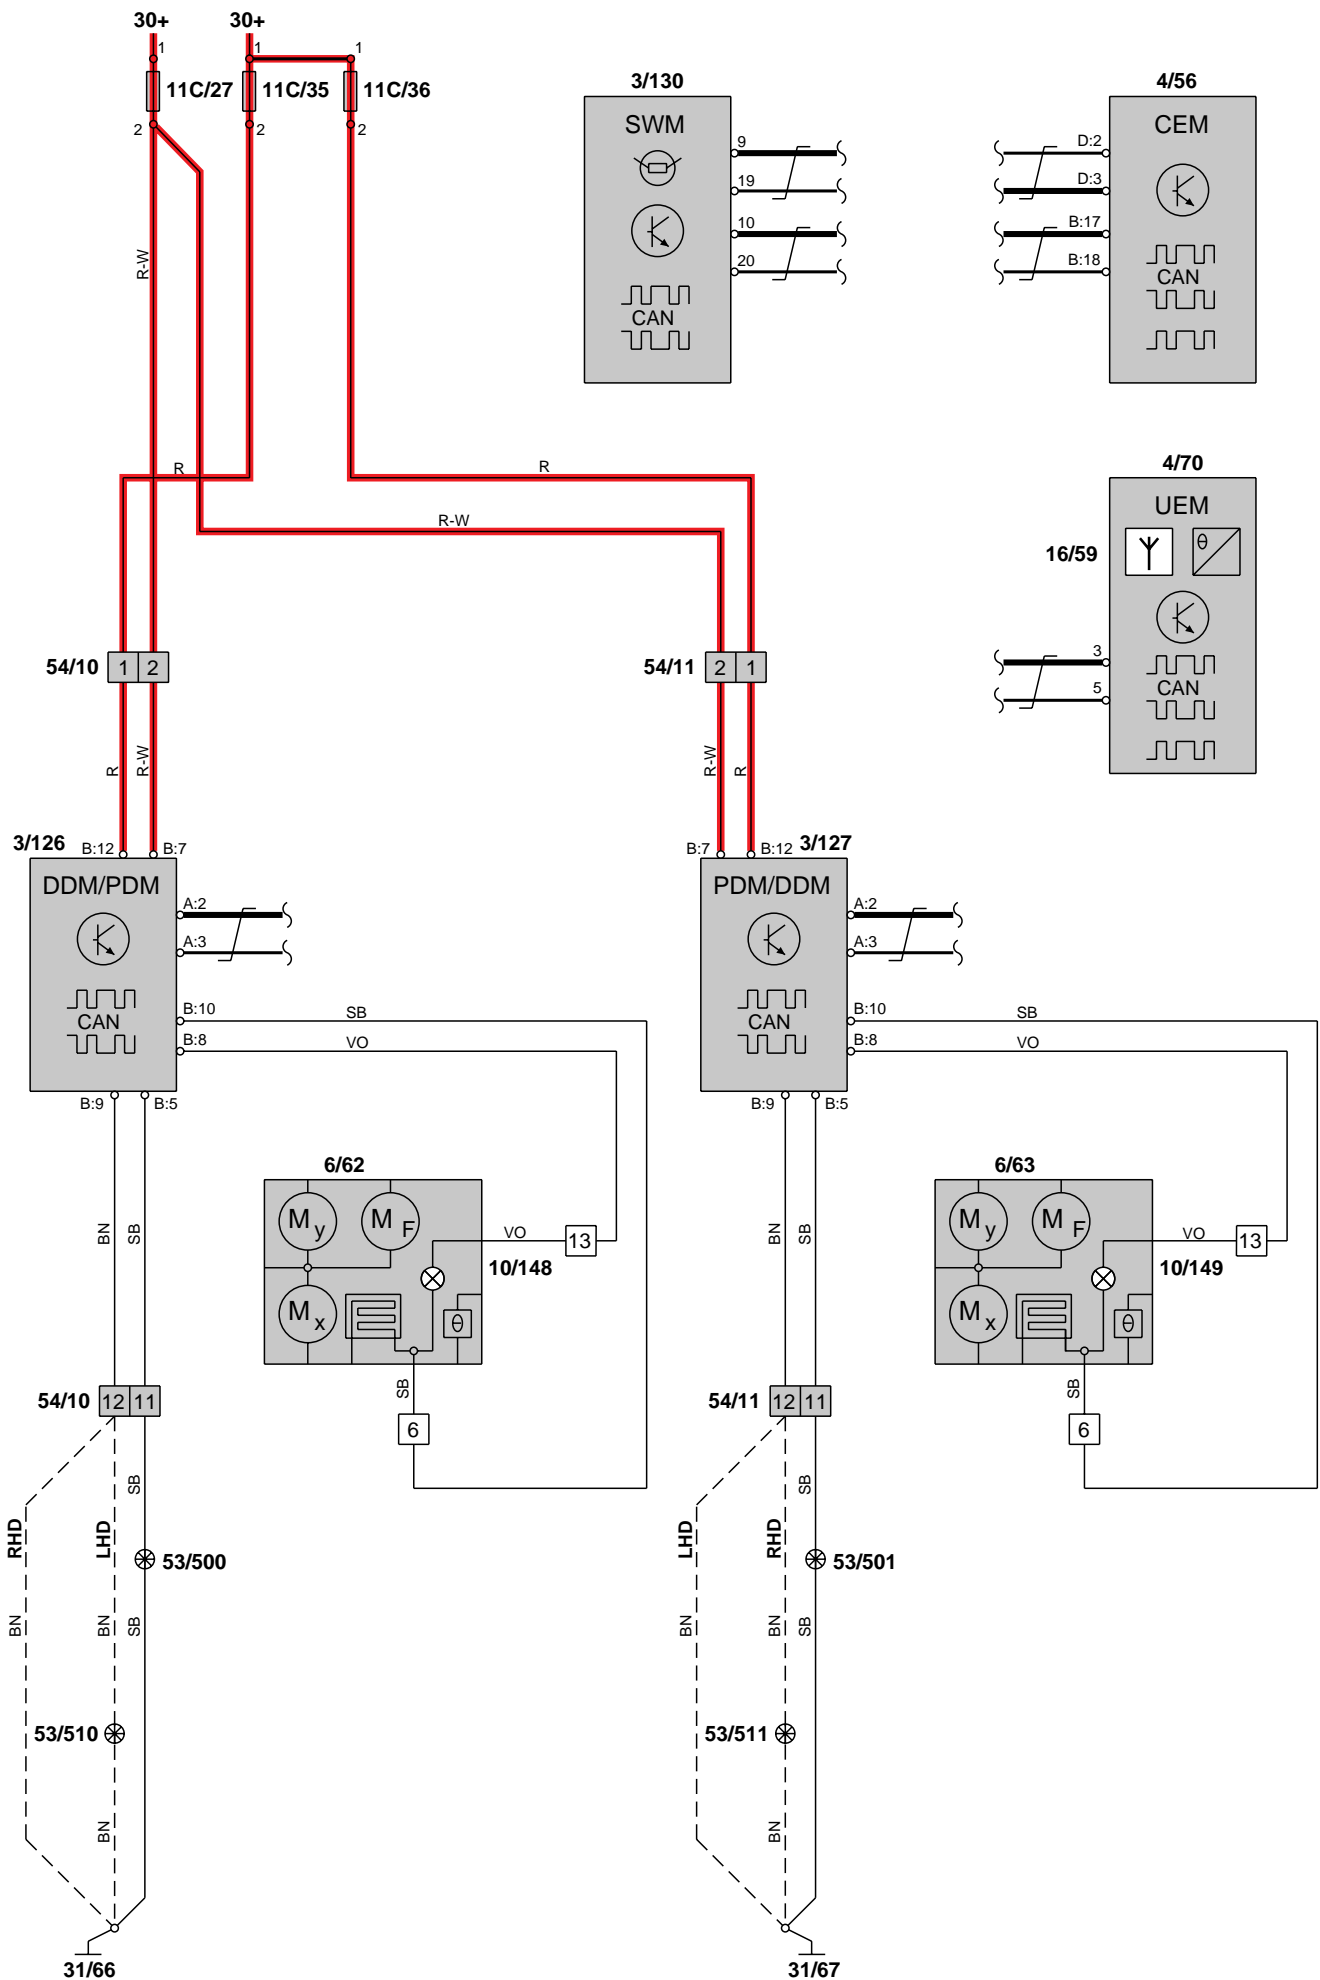 30+ 30+
1 1 1
11C/27 11C/35 11C/36
2 2 2
3/130
SWM
9
19
10
20
CAN
4/56
CEM
D:2
D:3
B:17
B:18
CAN
R-W
R R
R-W
4/70
UEM
16/59
θ
3
5
CAN
54/10 1 2
54/11 2 1
R R-W
R-W R
3/126
B:12 B:7
DDM/PDM
A:2
A:3
CAN
B:10 SB
B:8 VO
B:9 B:5
3/127
B:7 B:12
PDM/DDM
A:2
A:3
CAN
B:10 SB
B:8 VO
B:9 B:5
BN SB
6/62
My MF
VO 13
10/148
Mx
θ
SB
6
BN SB
6/63
My MF
VO 13
10/149
Mx
θ
SB
6
54/10 12 11
54/11 12 11
SB
RHD LHD
53/500
BN BN SB
53/510
BN
31/66
SB
LHD RHD
53/501
BN BN SB
53/511
BN
31/67